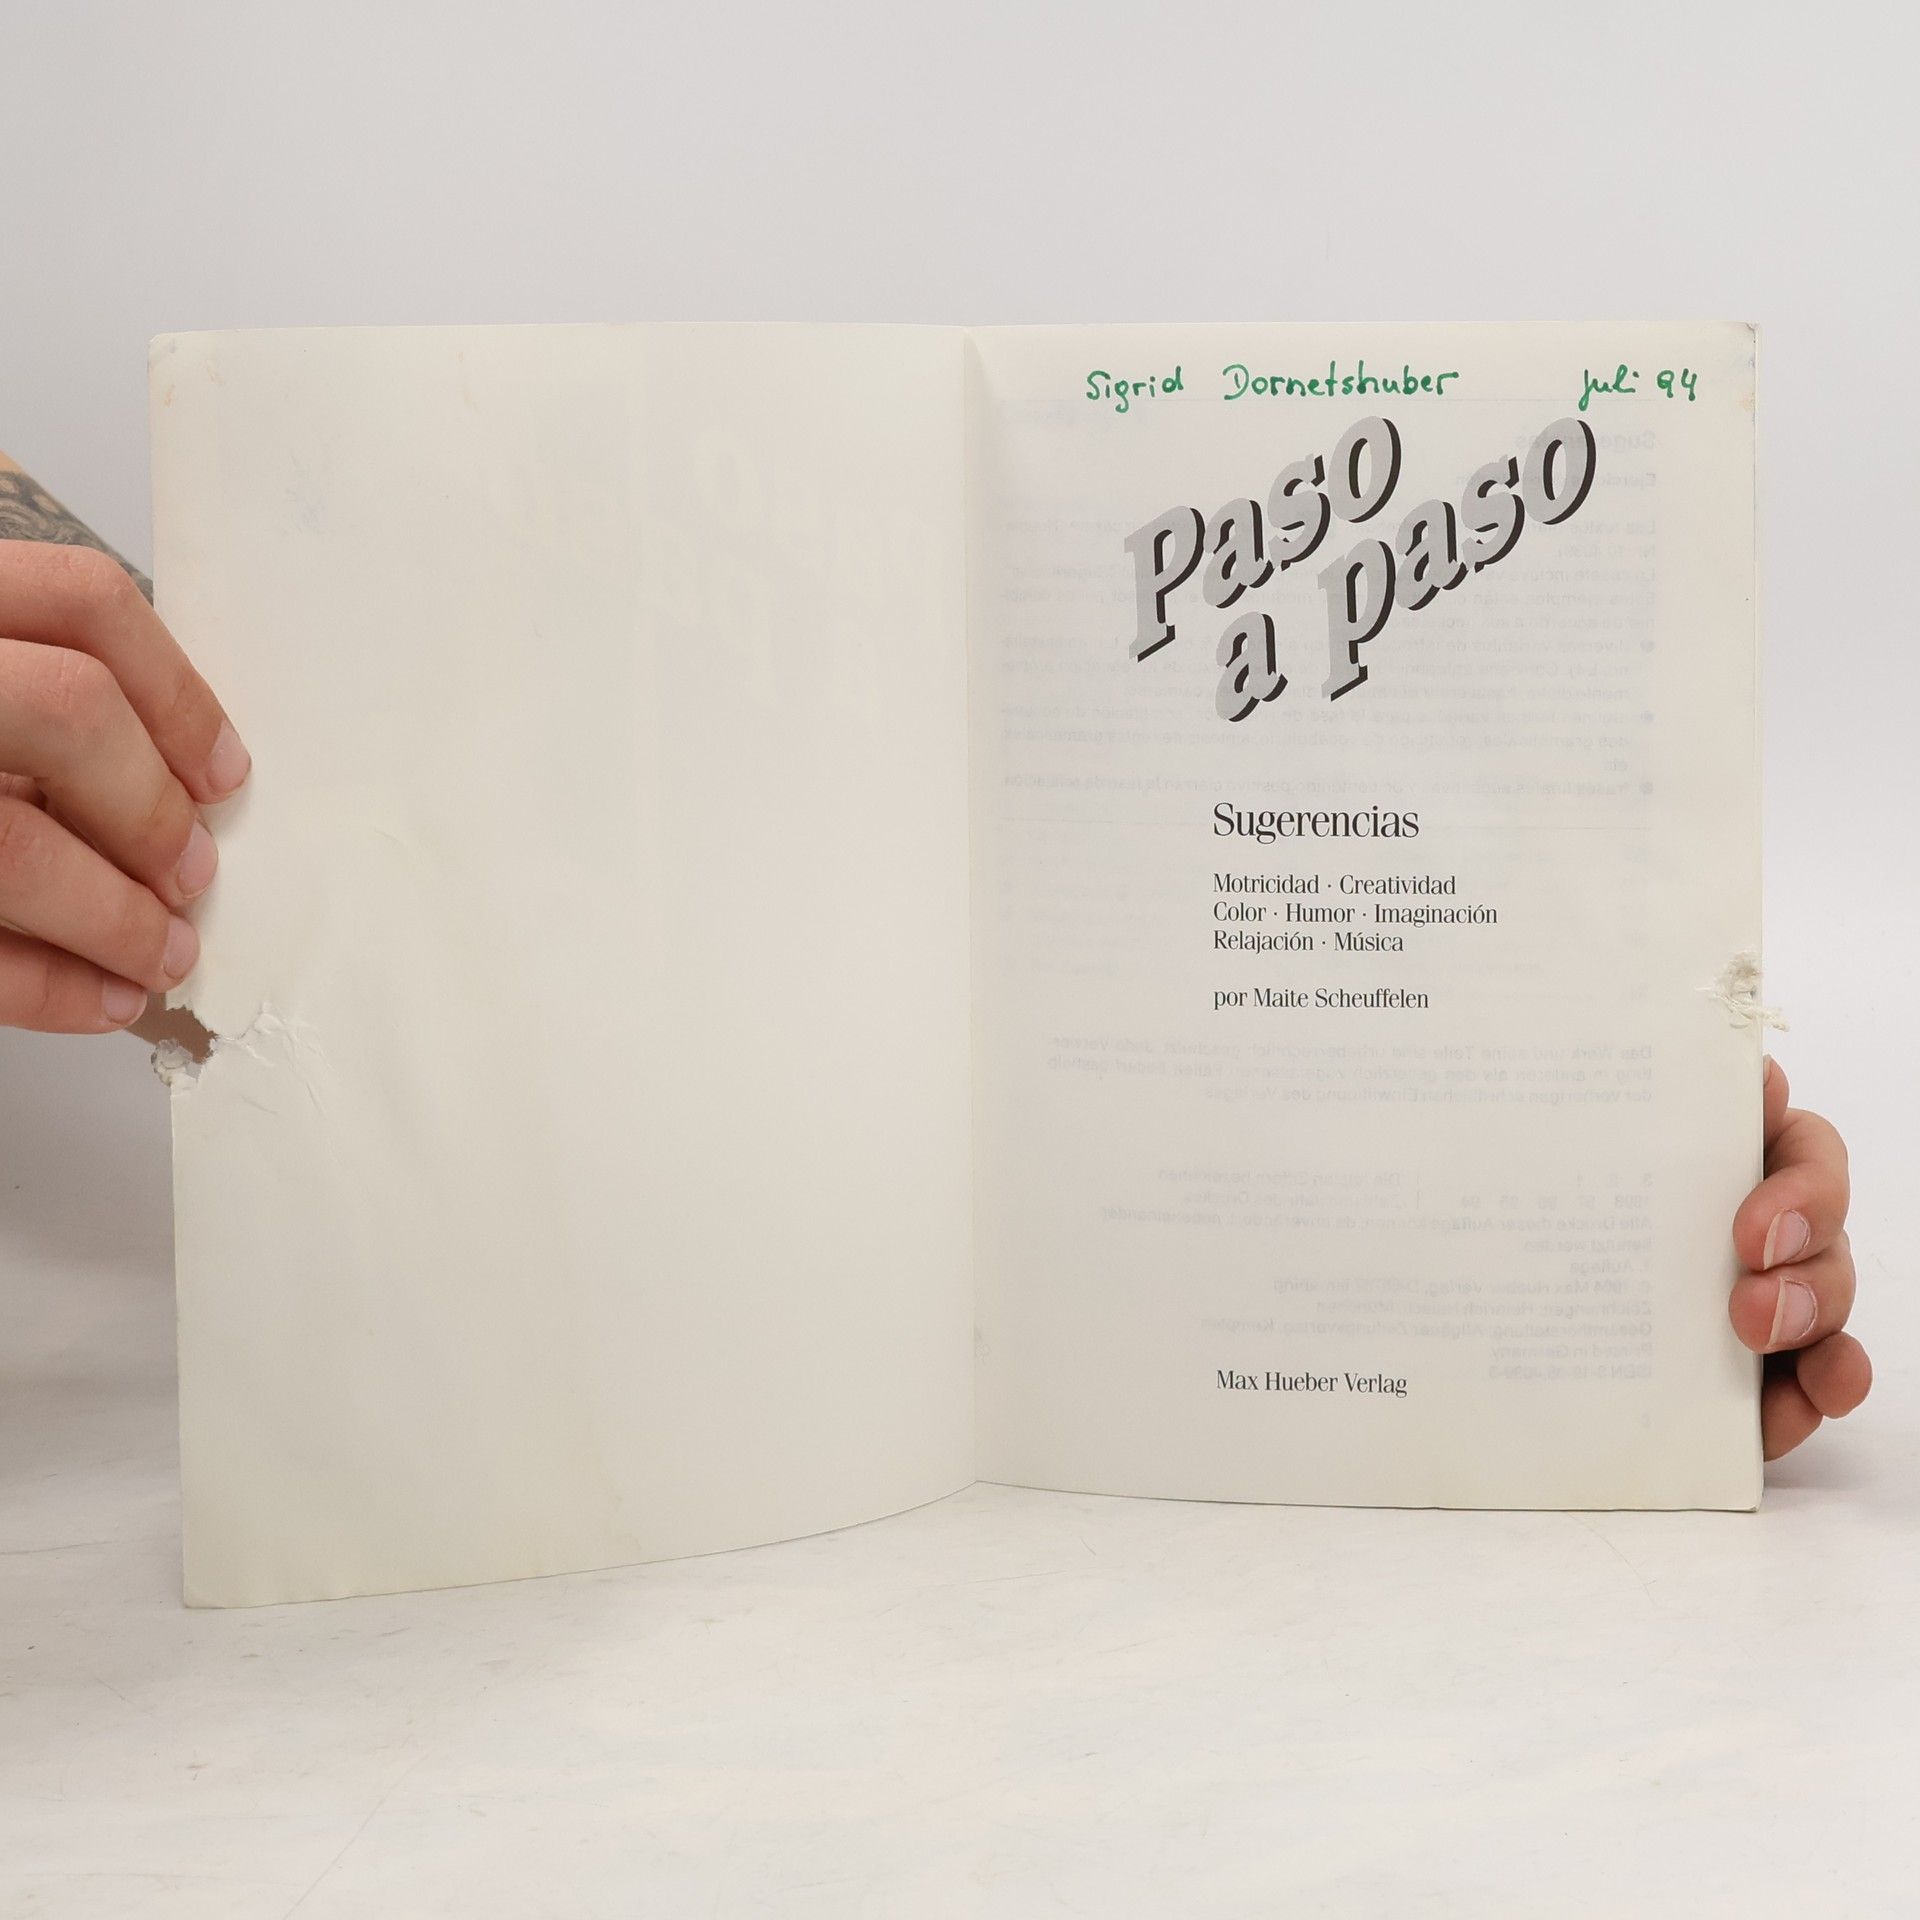 Sigrid Dornetshuber Juli 94
Paso
a Paso
Sugerencias
Motricidad · Creatividad
Color · Humor · Imaginación
Relajación · Música
por Maite Scheuffelen
Max Hueber Verlag